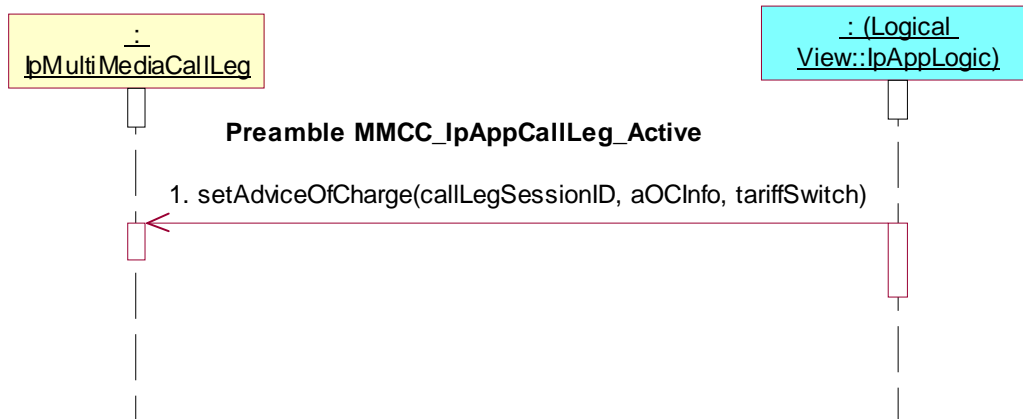 :
IpMultiMediaCallLeg
: (Logical
View::IpAppLogic)
Preamble MMCC_IpAppCallLeg_Active
1. setAdviceOfCharge(callLegSessionID, aOCInfo, tariffSwitch)